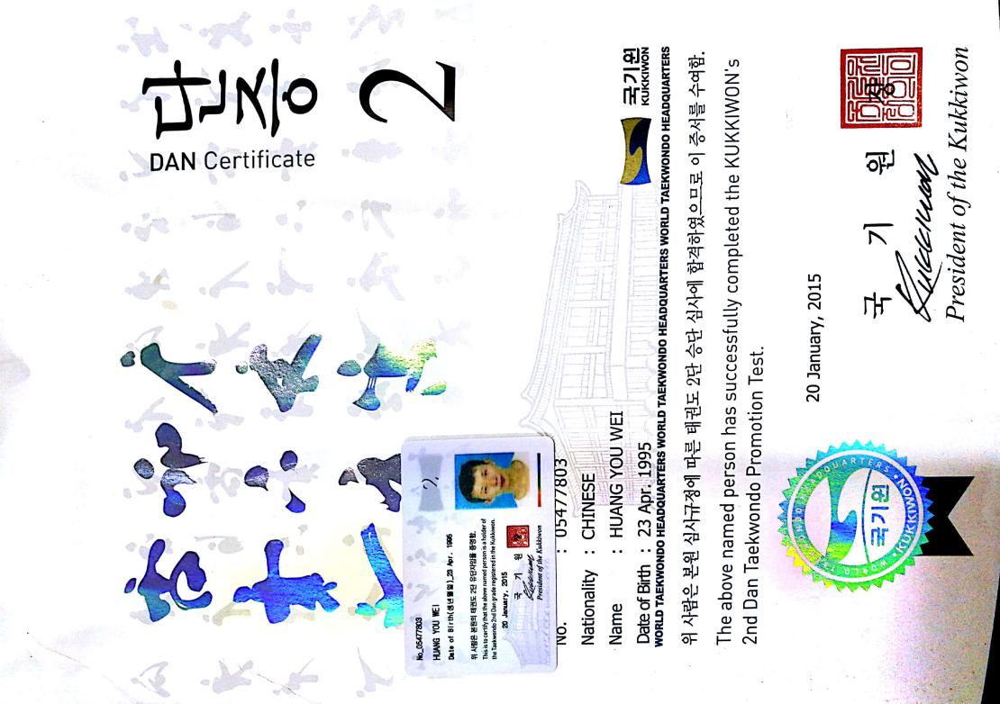 단증
DAN Certificate
2
국기원
KUKKIWON
No. : 05477803
Nationality : CHINESE
Name : HUANG YOU WEI
Date of Birth : 23 Apr. 1995
WORLD TAEKWONDO HEADQUARTERS WORLD TAEKWONDO HEADQUARTERS WORLD TAEKWONDO HEADQUARTERS WORLD TAEKWONDO HEADQUARTERS
위 사람은 본원 심사규정에 따른 태권도 2단 승단 심사에 합격하였으므로 이 증서를 수여함.
The above named person has successfully completed the KUKKIWON's
2nd Dan Taekwondo Promotion Test.
20 January, 2015
국 기 원
Kukkiwon
President of the Kukkiwon
국기원
KUKKIWON
No_05477803
HUANG YOU WEI
Date of Birth(생년월일)_23 Apr. 1995
위 사람은 본원의 태권도 2단 유단자임을 증명함.
This is to certify that the above named person is a holder of
the Taekwondo 2nd Dan grade registered in the Kukkiwon.
20 January, 2015
국 기 원
President of the Kukkiwon
2